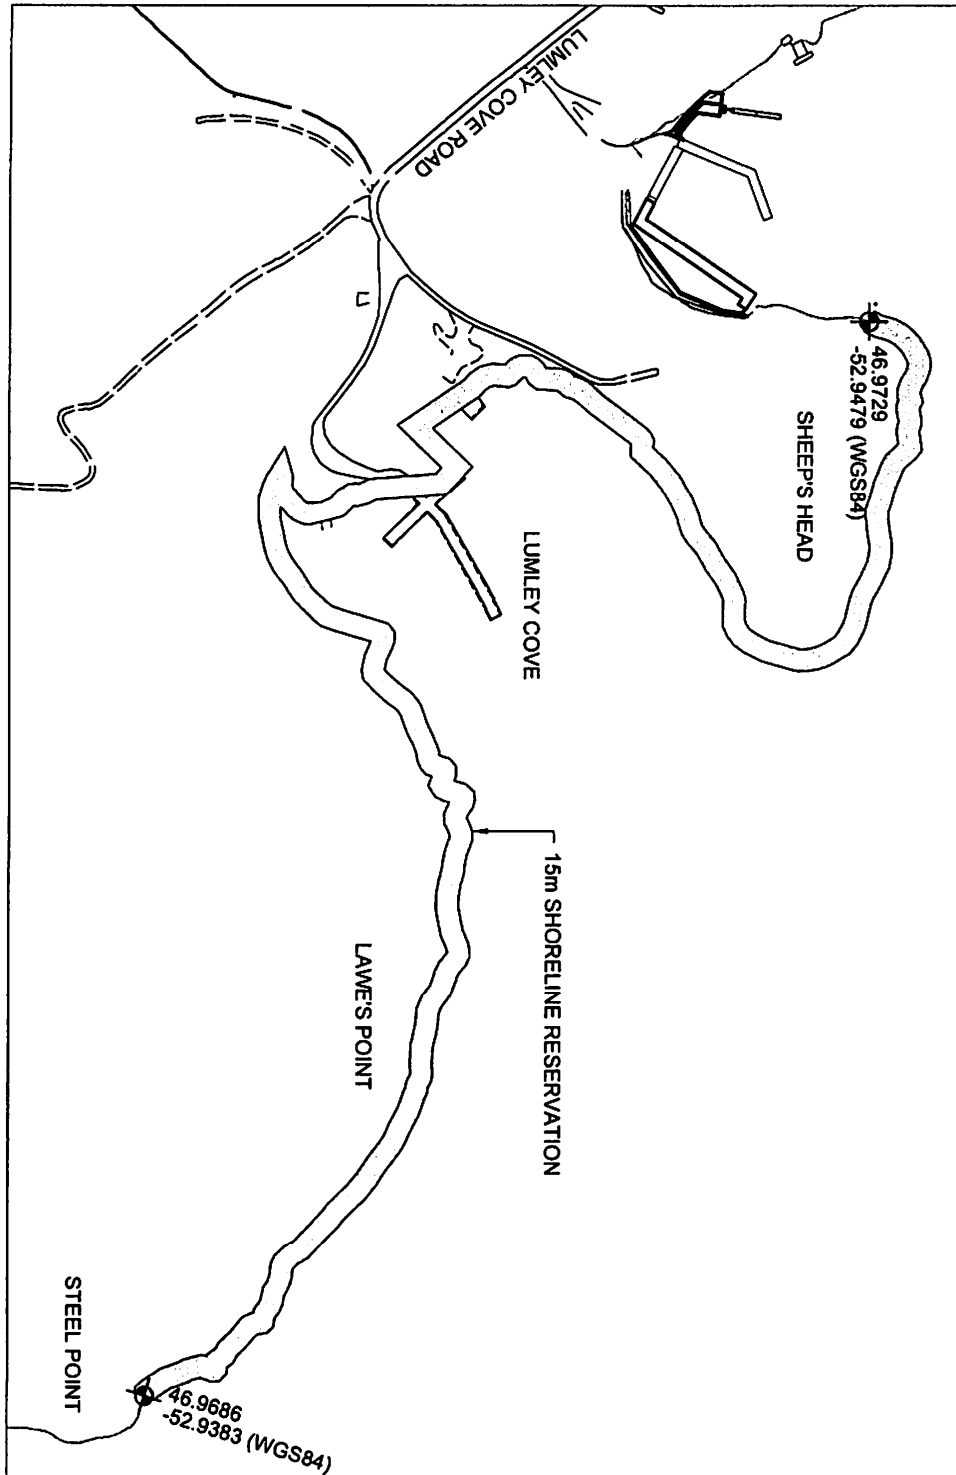 LUMLEY COVE ROAD
46.9729
-52.9479 (WGS84)
SHEEP'S HEAD
LUMLEY COVE
15m SHORELINE RESERVATION
LAWE'S POINT
STEEL POINT
46.9686
-52.9383 (WGS84)